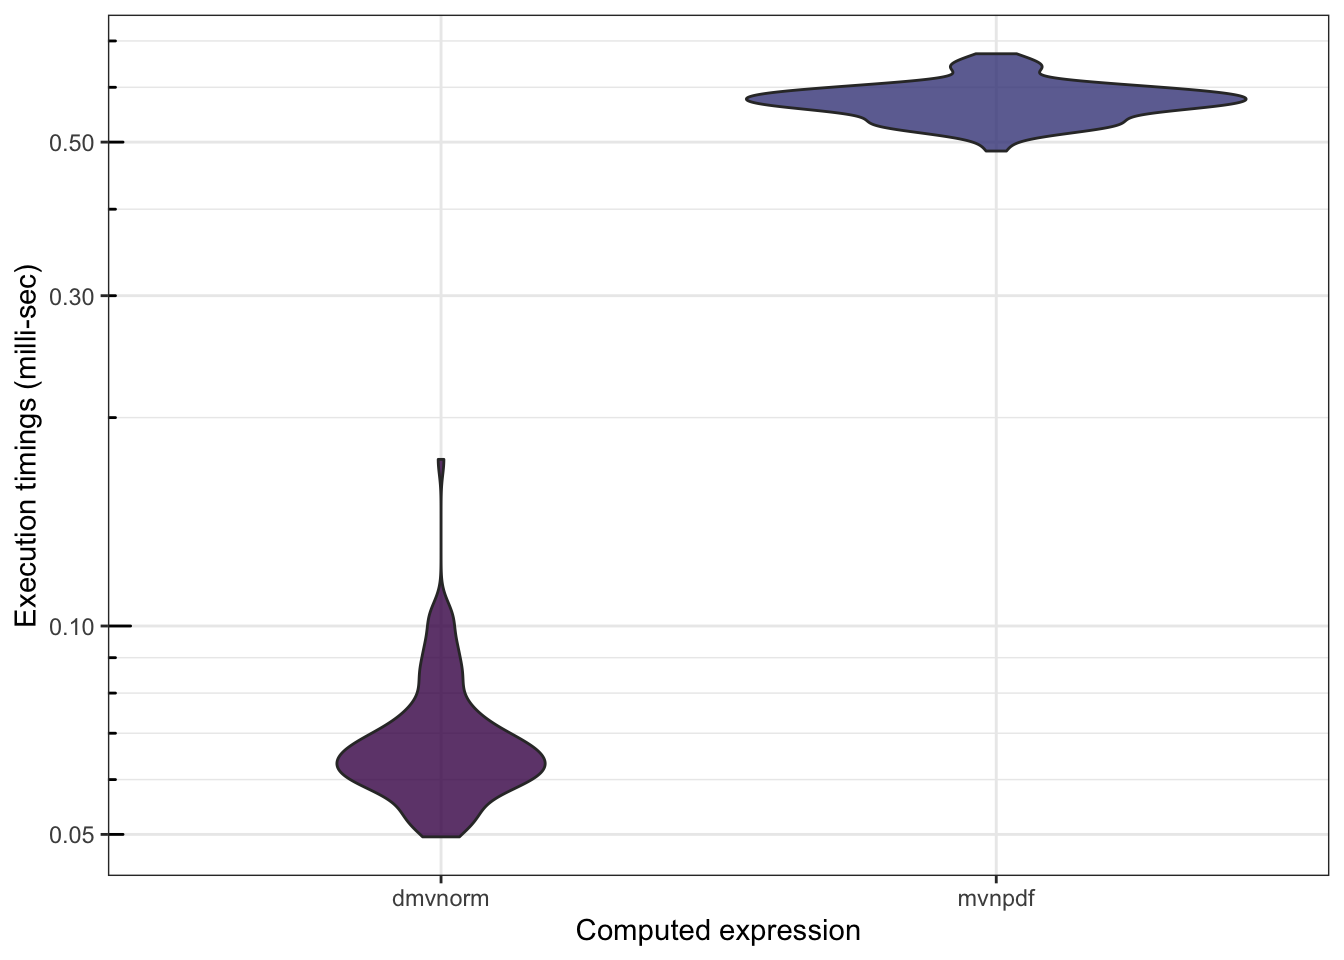 Execution timings (milli-sec)
0.50
0.30
0.10
0.05
dmvnorm
mvnpdf
Computed expression